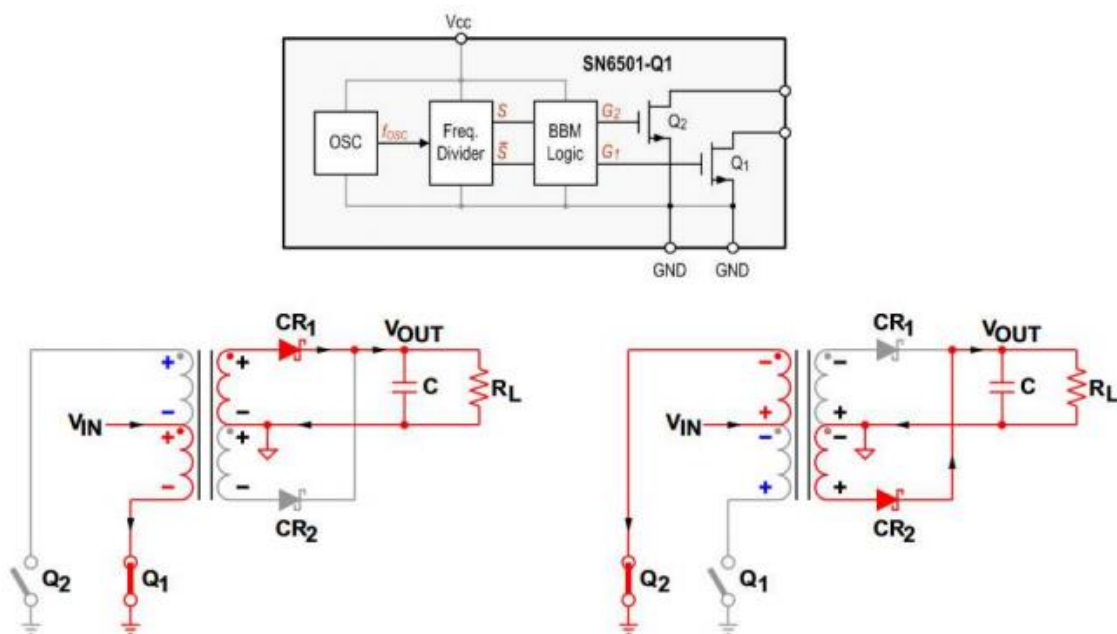 Vcc
SN6501-Q1
OSC
fOSC
Freq.
Divider
S
S̅
BBM
Logic
G2
G1
Q2
Q1
GND
GND
CR1
VOUT
+
+
C
RL
-
-
VIN
+
+
-
-
CR2
Q2
Q1
CR1
VOUT
-
-
C
RL
+
+
VIN
-
-
+
+
CR2
Q2
Q1